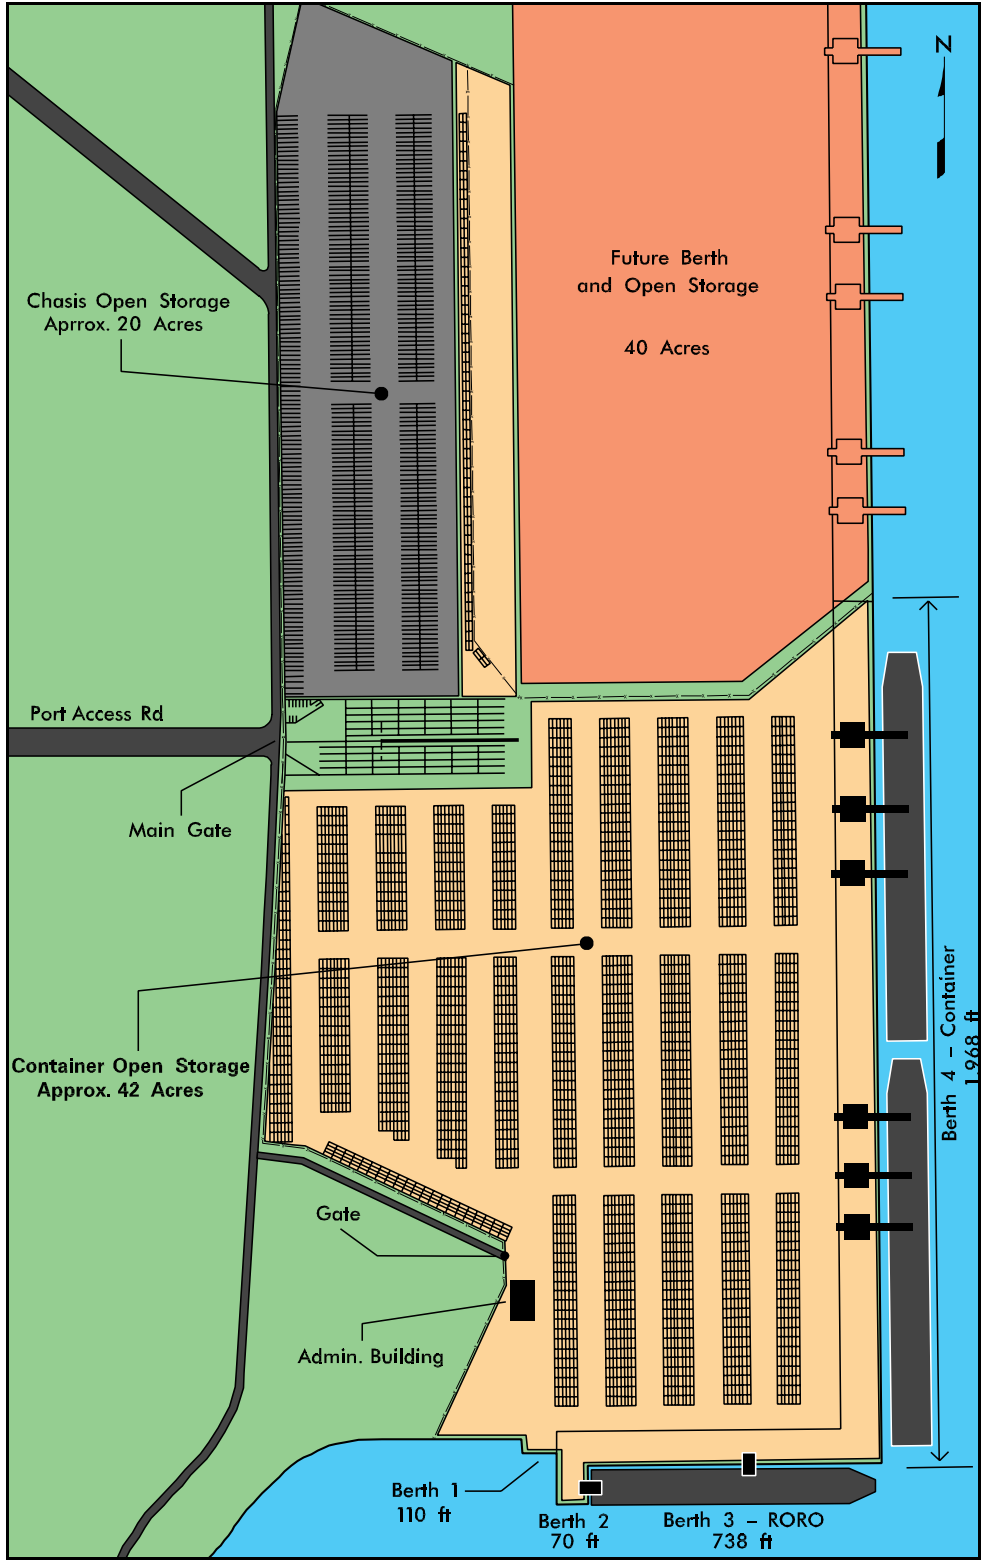 N
Future Berth
and Open Storage
40 Acres
Chasis Open Storage
Aprrox. 20 Acres
Port Access Rd
Main Gate
Container Open Storage
Approx. 42 Acres
Berth 4 – Container
1,968 ft
Gate
Admin. Building
Berth 1
110 ft
Berth 2
70 ft
Berth 3 – RORO
738 ft